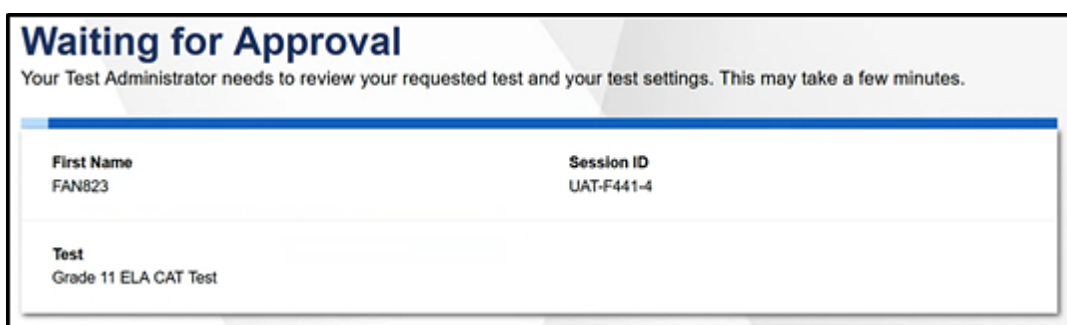 Waiting for Approval
Your Test Administrator needs to review your requested test and your test settings. This may take a few minutes.
First Name
FAN823
Session ID
UAT-F441-4
Test
Grade 11 ELA CAT Test